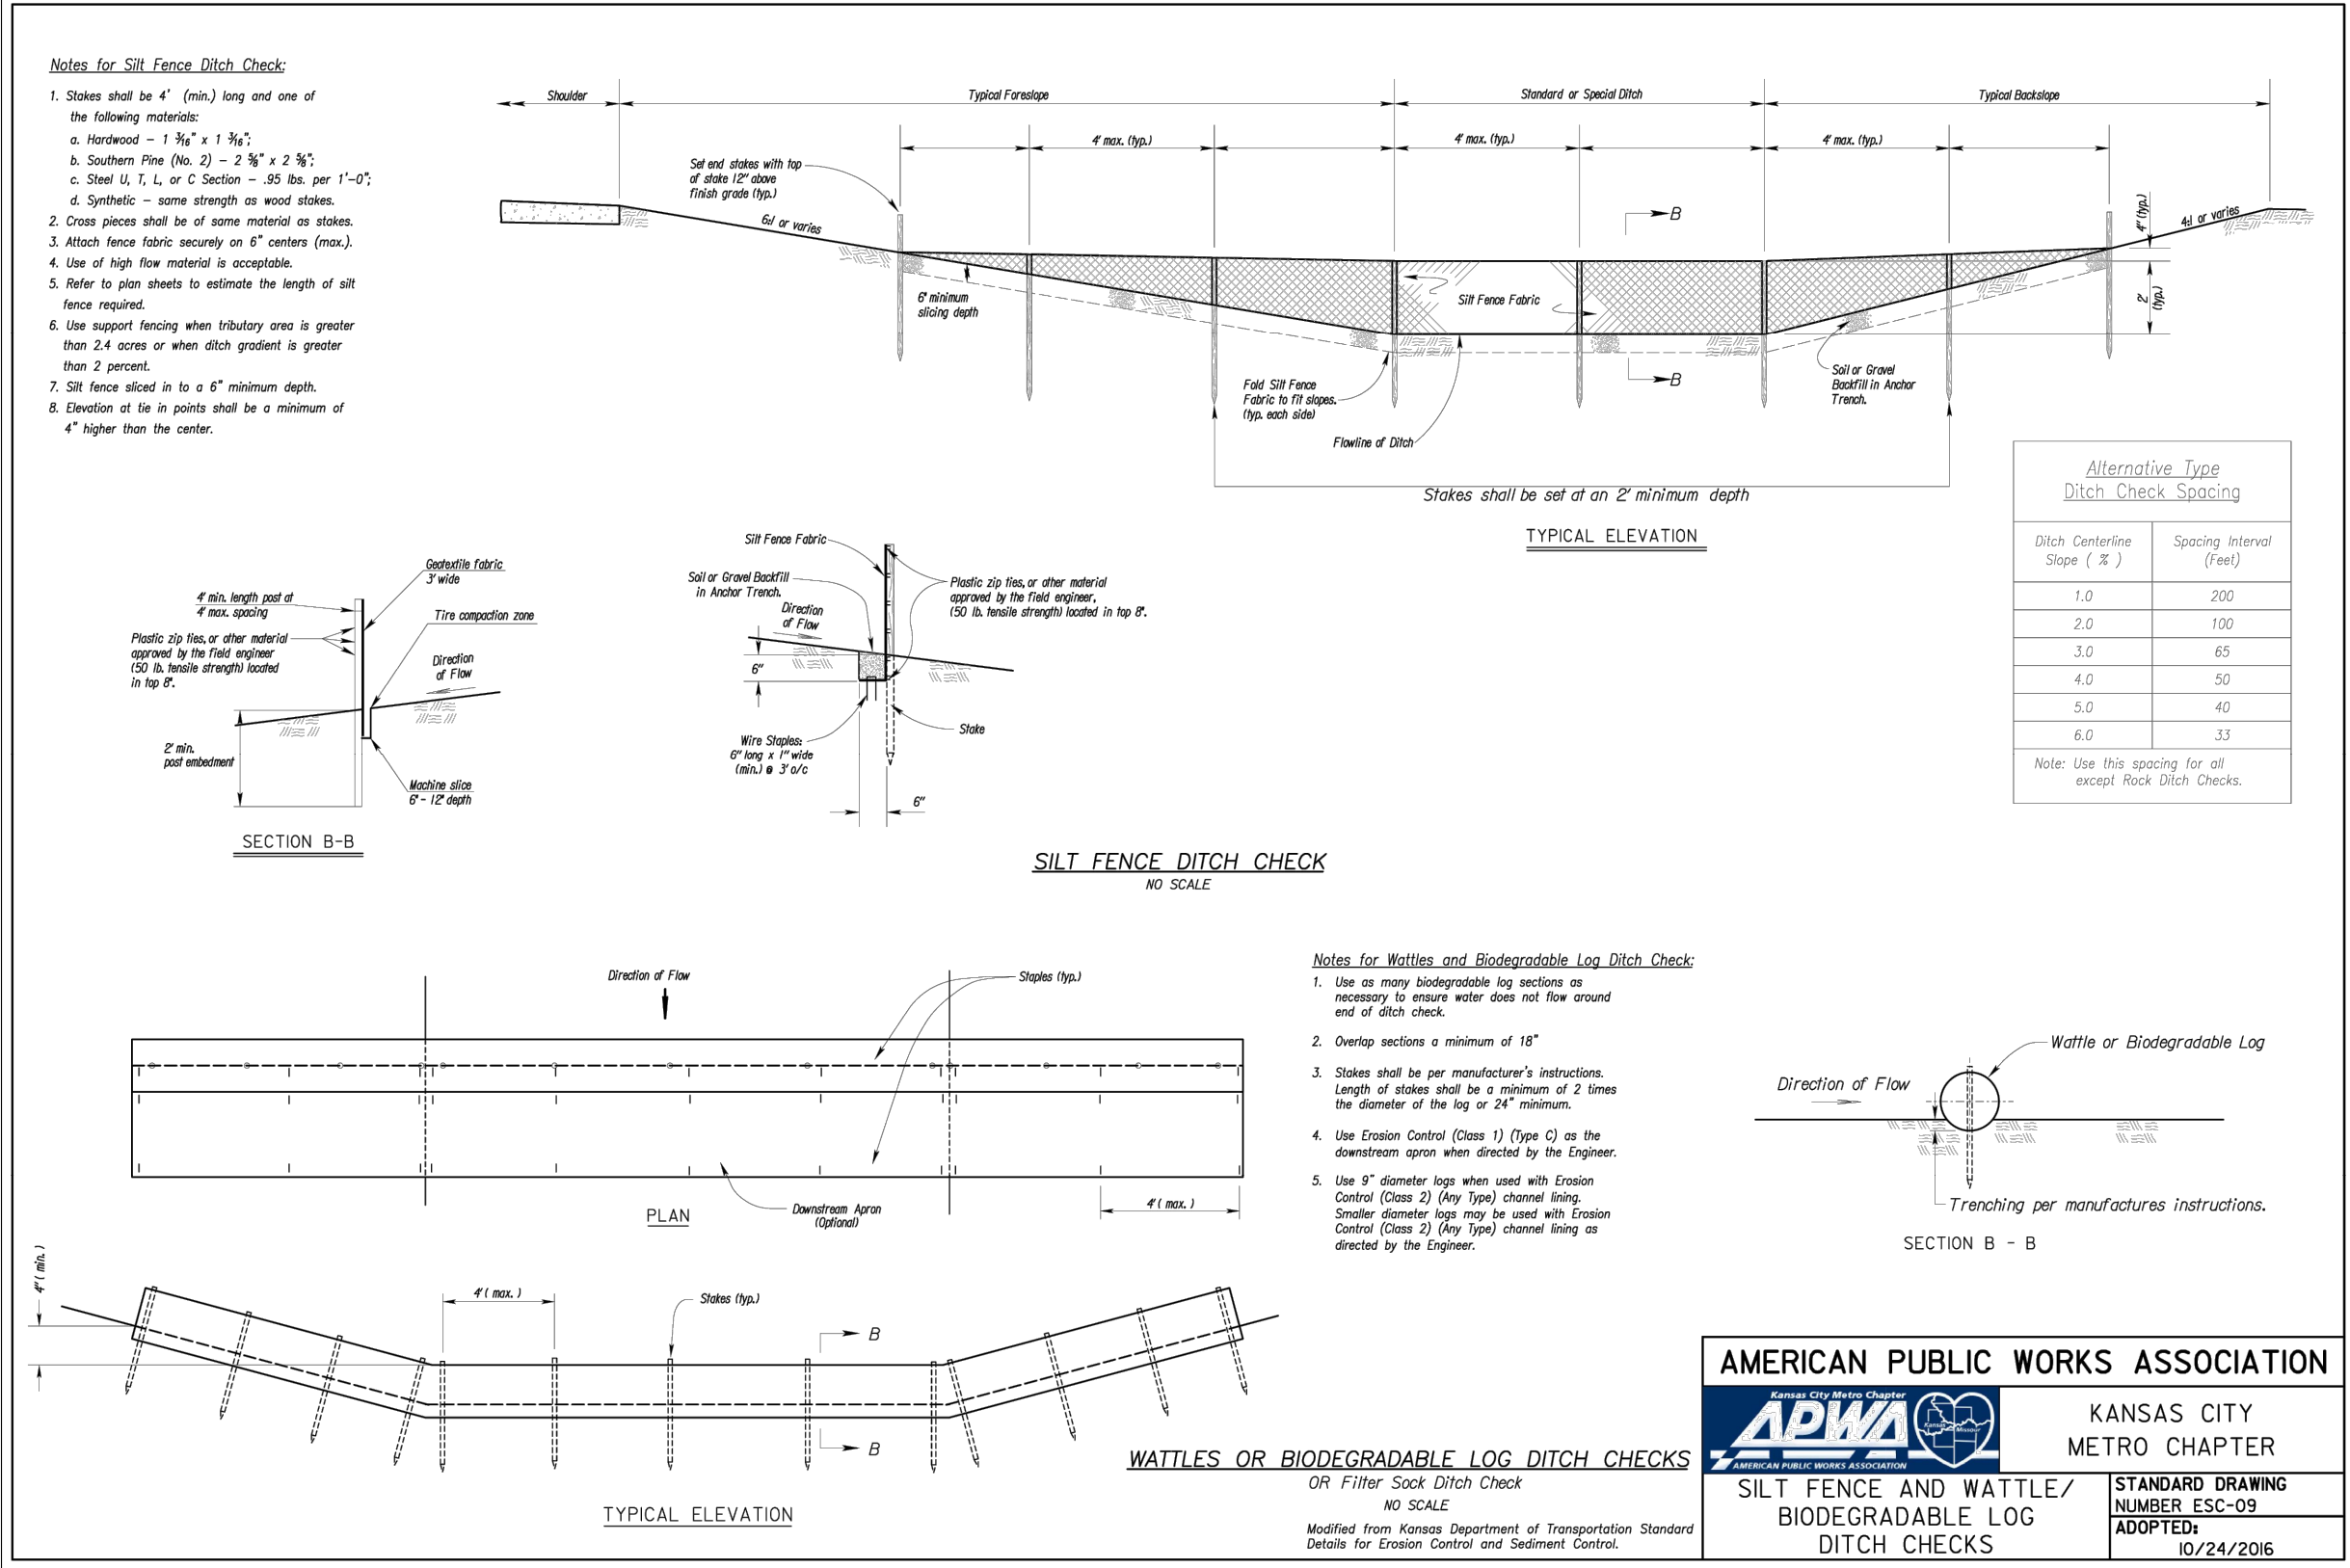 Notes for Silt Fence Ditch Check:
1. Stakes shall be 4' (min.) long and one of
the following materials:
a. Hardwood – 1 3/16" x 1 3/16";
b. Southern Pine (No. 2) – 2 5/8" x 2 5/8";
c. Steel U, T, L, or C Section – .95 lbs. per 1'-0";
d. Synthetic – same strength as wood stakes.
2. Cross pieces shall be of same material as stakes.
3. Attach fence fabric securely on 6" centers (max.).
4. Use of high flow material is acceptable.
5. Refer to plan sheets to estimate the length of silt
fence required.
6. Use support fencing when tributary area is greater
than 2.4 acres or when ditch gradient is greater
than 2 percent.
7. Silt fence sliced in to a 6" minimum depth.
8. Elevation at tie in points shall be a minimum of
4" higher than the center.
Shoulder
Typical Foreslope
Standard or Special Ditch
Typical Backslope
4' max. (typ.)
4' max. (typ.)
4' max. (typ.)
Set end stakes with top
of stake 12" above
finish grade (typ.)
6:1 or varies
B
4" (typ.)
4:1 or varies
6" minimum
slicing depth
Silt Fence Fabric
2'
(typ.)
B
Fold Silt Fence
Fabric to fit slopes.
(typ. each side)
Soil or Gravel
Backfill in Anchor
Trench.
Flowline of Ditch
Stakes shall be set at an 2' minimum depth
TYPICAL ELEVATION
Alternative Type
Ditch Check Spacing
Ditch Centerline
Slope ( % )
Spacing Interval
(Feet)
1.0 200
2.0 100
3.0 65
4.0 50
5.0 40
6.0 33
Note: Use this spacing for all
except Rock Ditch Checks.
Geotextile fabric
3' wide
4' min. length post at
4' max. spacing
Tire compaction zone
Plastic zip ties, or other material
approved by the field engineer
(50 lb. tensile strength) located
in top 8".
Direction
of Flow
2' min.
post embedment
Machine slice
6" - 12" depth
SECTION B-B
Silt Fence Fabric
Soil or Gravel Backfill
in Anchor Trench.
Direction
of Flow
Plastic zip ties, or other material
approved by the field engineer,
(50 lb. tensile strength) located in top 8".
6"
Stake
Wire Staples:
6" long x 1" wide
(min.) @ 3' o/c
6"
SILT FENCE DITCH CHECK
NO SCALE
Direction of Flow
Staples (typ.)
Downstream Apron
(Optional)
4' ( max. )
PLAN
4" ( min. )
4' ( max. )
Stakes (typ.)
B
B
TYPICAL ELEVATION
Notes for Wattles and Biodegradable Log Ditch Check:
1. Use as many biodegradable log sections as
necessary to ensure water does not flow around
end of ditch check.
2. Overlap sections a minimum of 18"
3. Stakes shall be per manufacturer's instructions.
Length of stakes shall be a minimum of 2 times
the diameter of the log or 24" minimum.
4. Use Erosion Control (Class 1) (Type C) as the
downstream apron when directed by the Engineer.
5. Use 9" diameter logs when used with Erosion
Control (Class 2) (Any Type) channel lining.
Smaller diameter logs may be used with Erosion
Control (Class 2) (Any Type) channel lining as
directed by the Engineer.
Wattle or Biodegradable Log
Direction of Flow
Trenching per manufactures instructions.
SECTION B - B
WATTLES OR BIODEGRADABLE LOG DITCH CHECKS
OR Filter Sock Ditch Check
NO SCALE
Modified from Kansas Department of Transportation Standard
Details for Erosion Control and Sediment Control.
AMERICAN PUBLIC WORKS ASSOCIATION
Kansas City Metro Chapter
APWA
Kansas
Missouri
AMERICAN PUBLIC WORKS ASSOCIATION
KANSAS CITY
METRO CHAPTER
SILT FENCE AND WATTLE/
BIODEGRADABLE LOG
DITCH CHECKS
STANDARD DRAWING
NUMBER ESC-09
ADOPTED:
10/24/2016